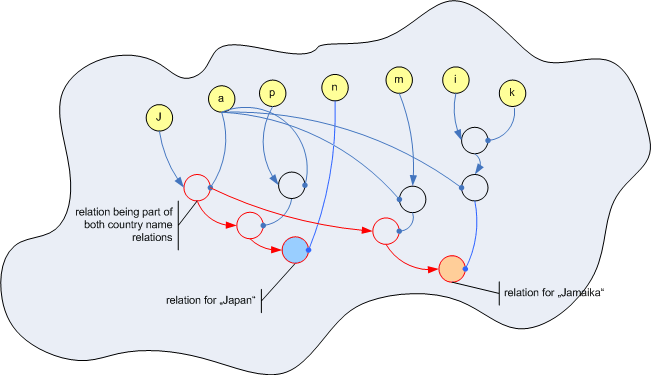 J
a
p
n
m
i
k
relation being part of
both country name
relations
relation for „Japan“
relation for „Jamaika“